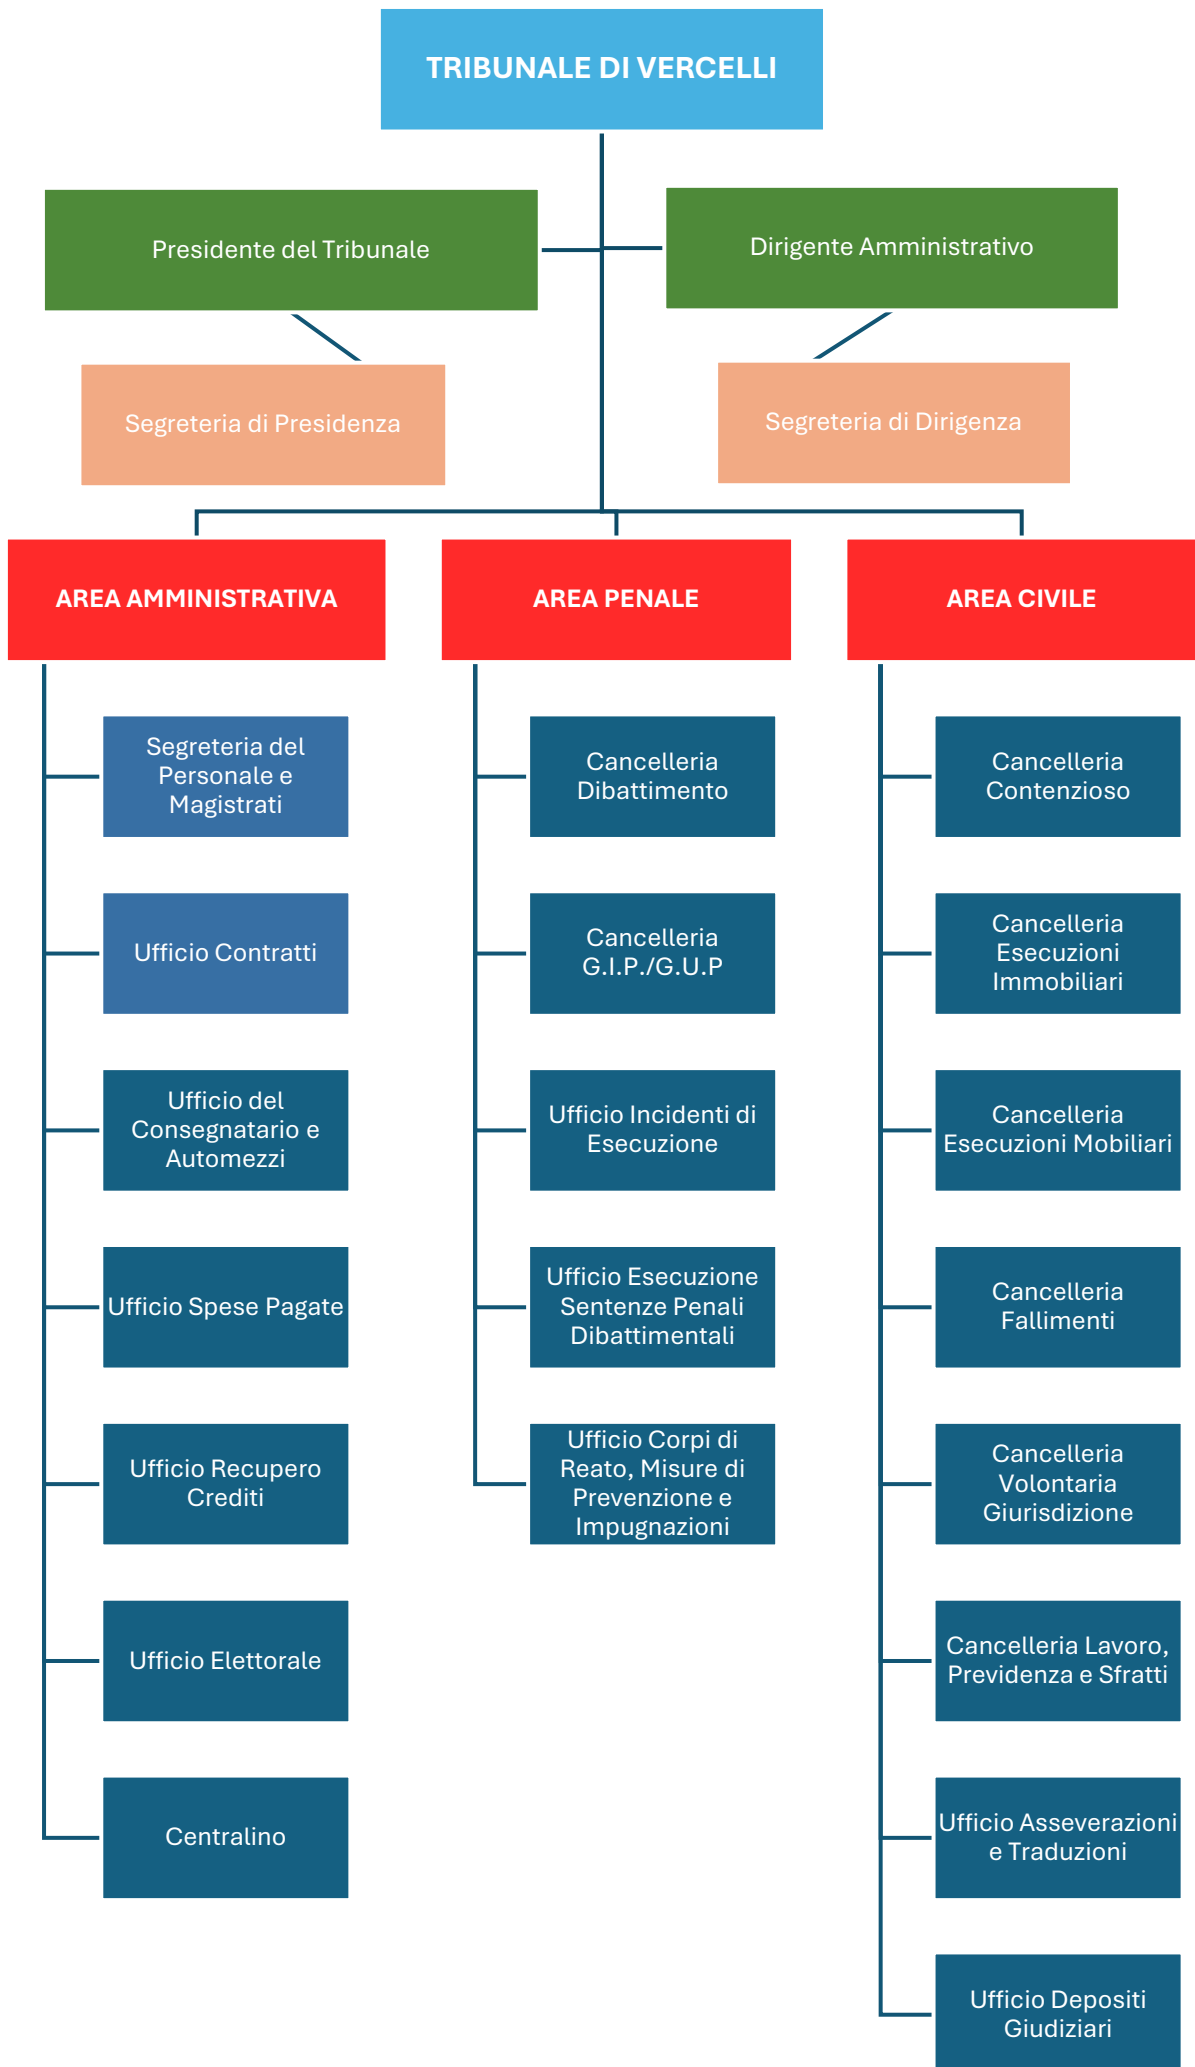 TRIBUNALE DI VERCELLI
Presidente del Tribunale
Dirigente Amministrativo
Segreteria di Presidenza
Segreteria di Dirigenza
AREA AMMINISTRATIVA
Segreteria del
Personale e
Magistrati
Ufficio Contratti
Ufficio del
Consegnatario e
Automezzi
Ufficio Spese Pagate
Ufficio Recupero
Crediti
Ufficio Elettorale
Centralino
AREA PENALE
Cancelleria
Dibattimento
Cancelleria
G.I.P./G.U.P
Ufficio Incidenti di
Esecuzione
Ufficio Esecuzione
Sentenze Penali
Dibattimentali
Ufficio Corpi di
Reato, Misure di
Prevenzione e
Impugnazioni
AREA CIVILE
Cancelleria
Contenzioso
Cancelleria
Esecuzioni
Immobiliari
Cancelleria
Esecuzioni Mobiliari
Cancelleria
Fallimenti
Cancelleria
Volontaria
Giurisdizione
Cancelleria Lavoro,
Previdenza e Sfratti
Ufficio Asseverazioni
e Traduzioni
Ufficio Depositi
Giudiziari